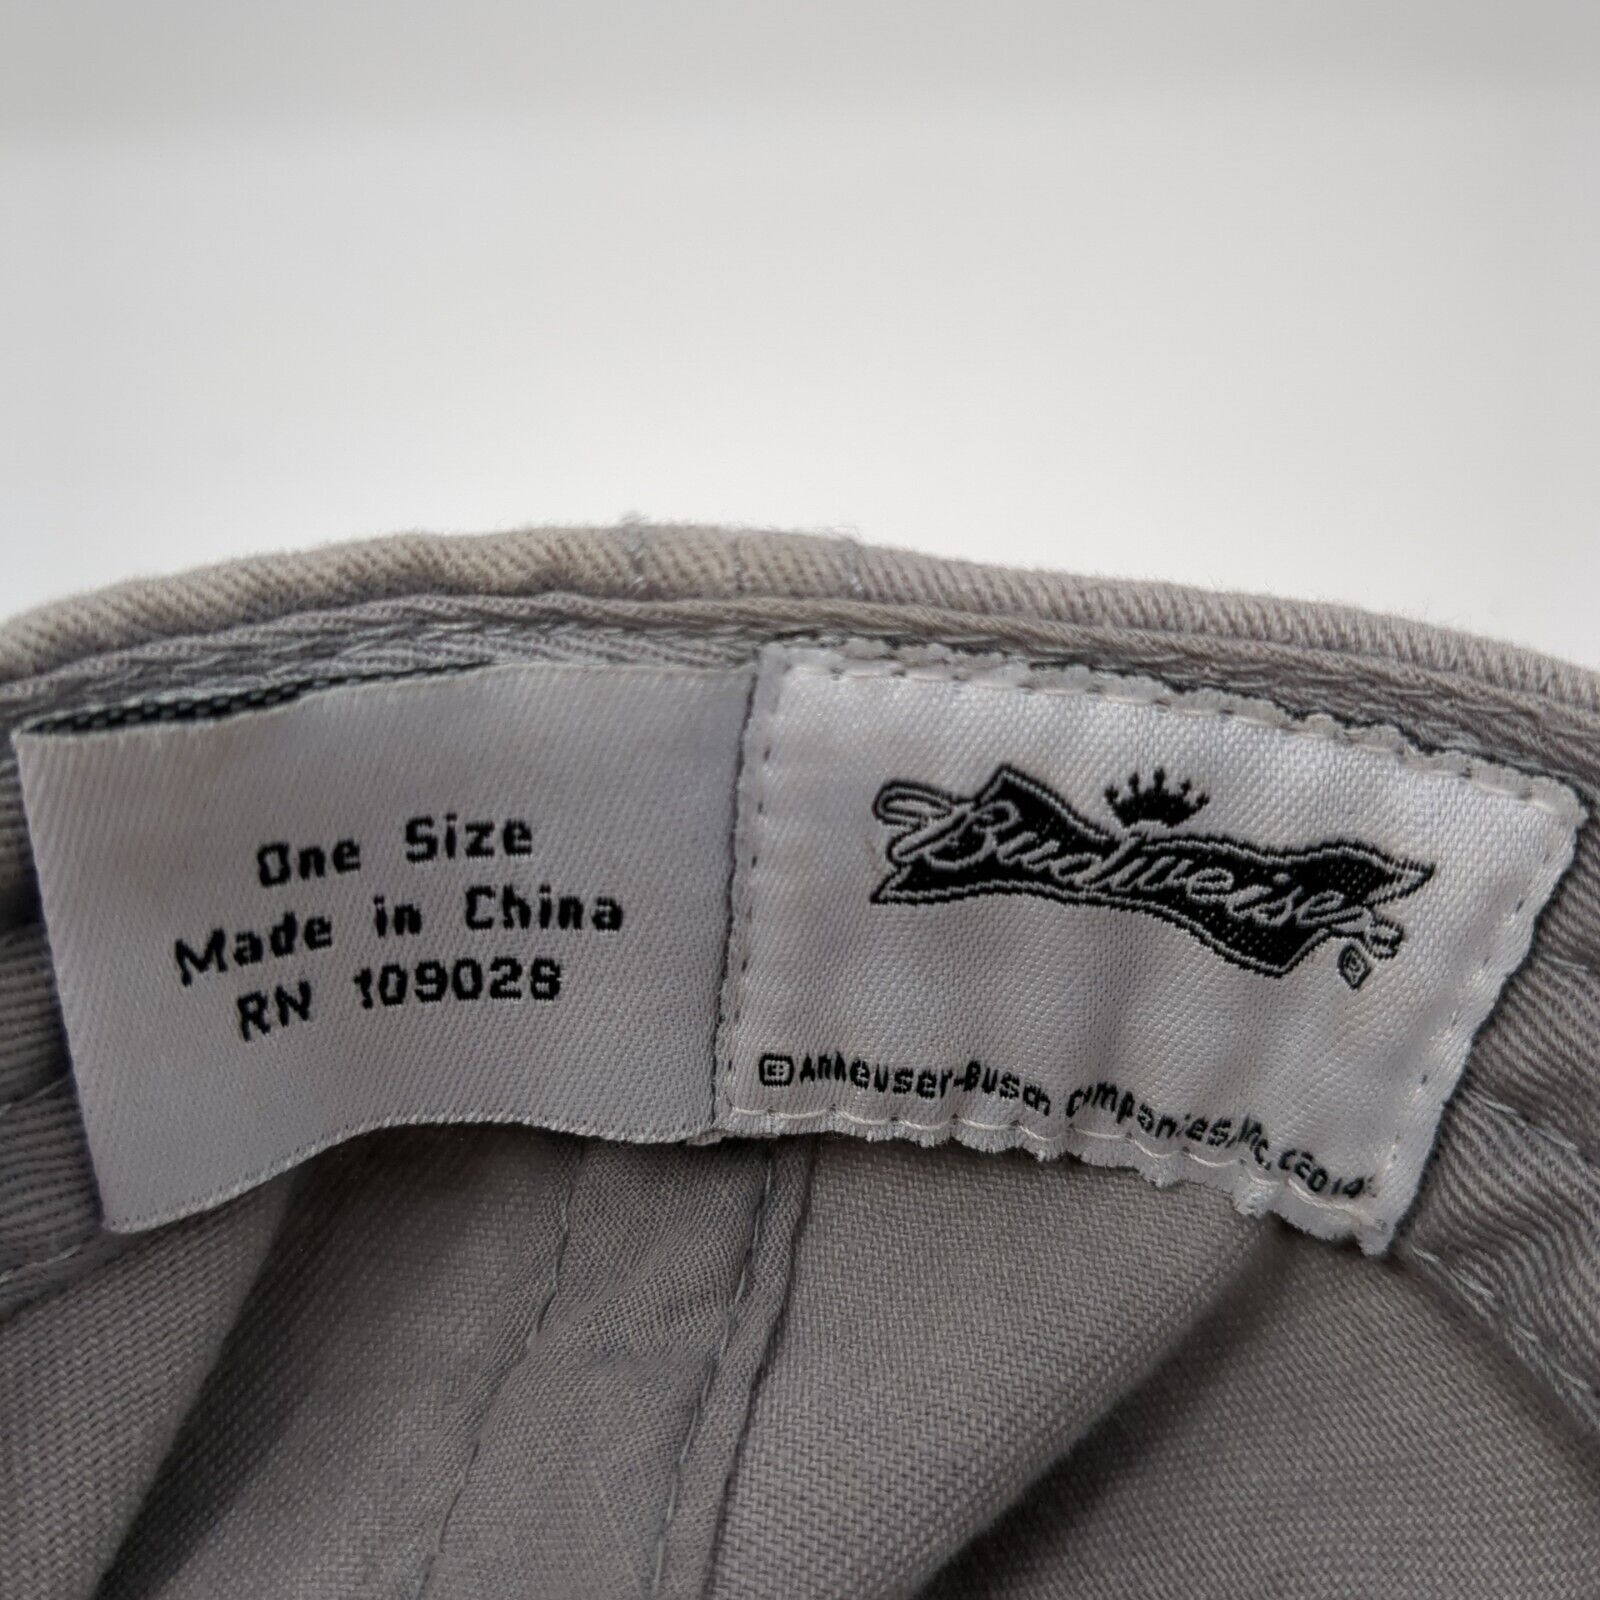 One Size
Made in China
RN 109028
Budweiser®
©Anheuser-Busch Companies, Inc.